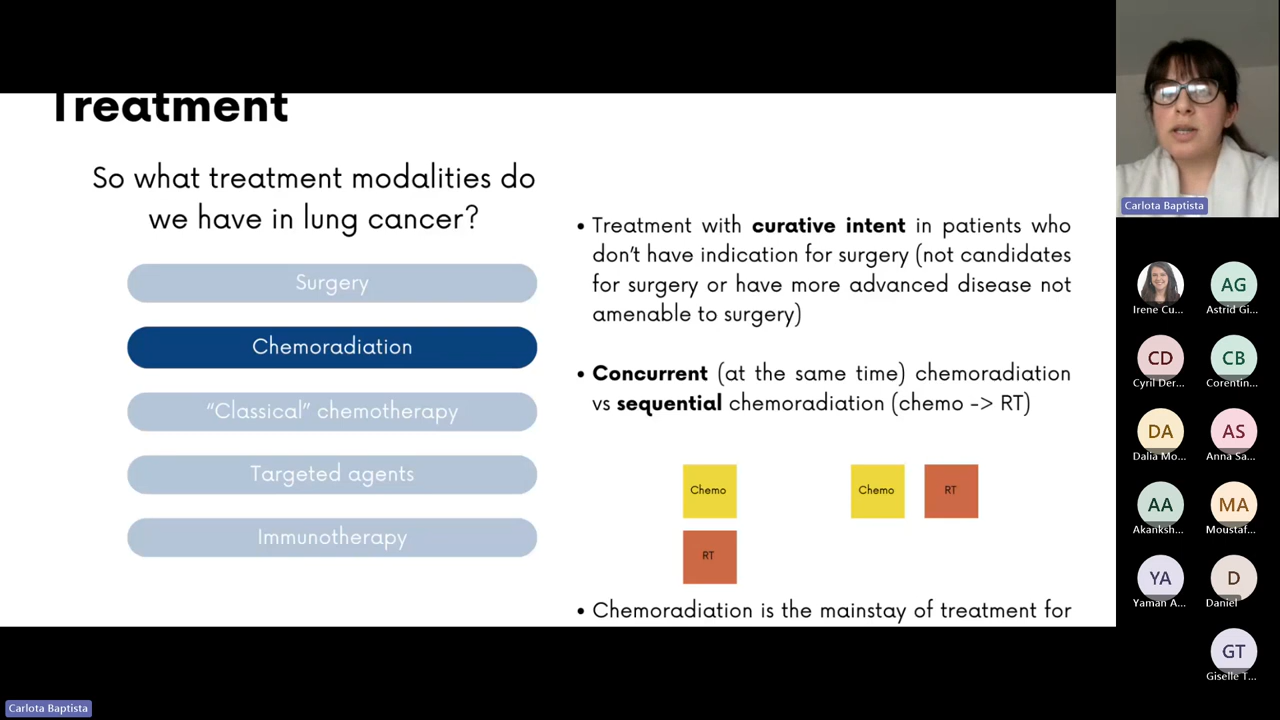 Treatment
So what treatment modalities do
we have in lung cancer?
Surgery
Chemoradiation
“Classical” chemotherapy
Targeted agents
Immunotherapy
• Treatment with curative intent in patients who
don’t have indication for surgery (not candidates
for surgery or have more advanced disease not
amenable to surgery)
• Concurrent (at the same time) chemoradiation
vs sequential chemoradiation (chemo -> RT)
Chemo
RT
Chemo
RT
• Chemoradiation is the mainstay of treatment for
Carlota Baptista
Irene Cu...
AG
Astrid Gi...
CD
Cyril Der...
CB
Corentin...
DA
Dalia Mo...
AS
Anna Sa...
AA
Akanksh...
MA
Moustaf...
YA
Yaman A...
D
Daniel
GT
Giselle T...
Carlota Baptista